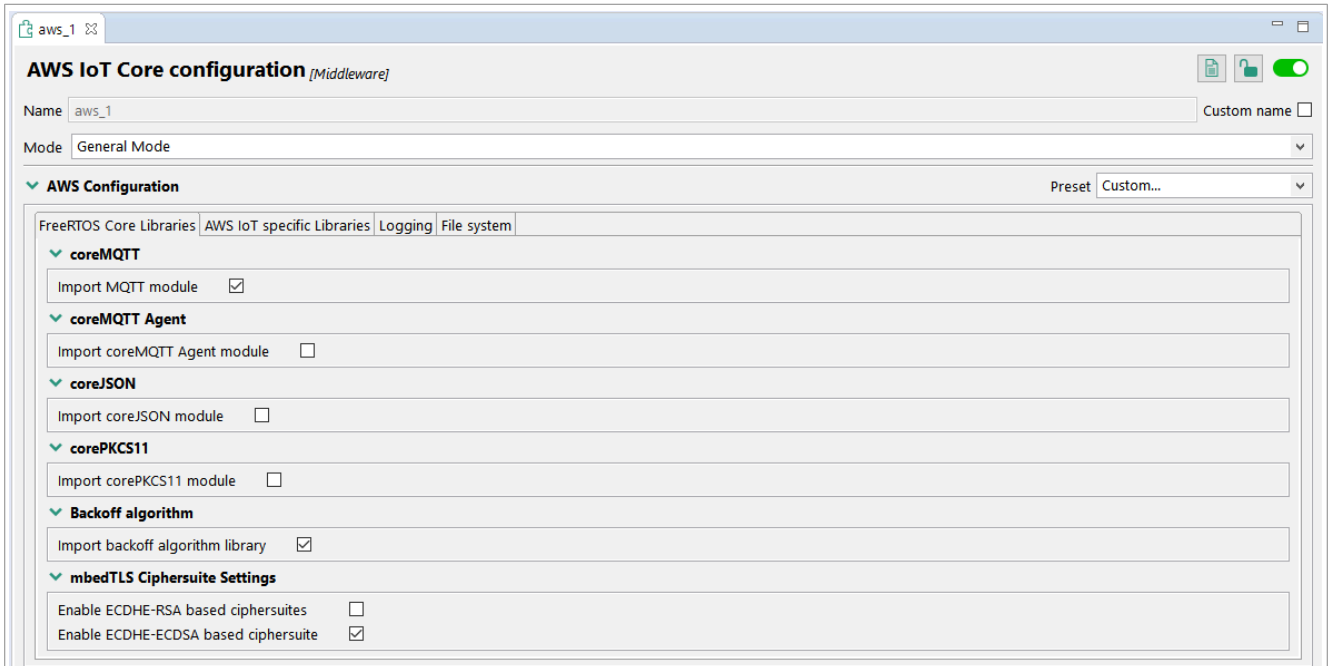 aws_1
AWS IoT Core configuration [Middleware]
Name aws_1 Custom name
Mode General Mode
AWS Configuration Preset Custom...
FreeRTOS Core Libraries AWS IoT specific Libraries Logging File system
coreMQTT
Import MQTT module
coreMQTT Agent
Import coreMQTT Agent module
coreJSON
Import coreJSON module
corePKCS11
Import corePKCS11 module
Backoff algorithm
Import backoff algorithm library
mbedTLS Ciphersuite Settings
Enable ECDHE-RSA based ciphersuites
Enable ECDHE-ECDSA based ciphersuite